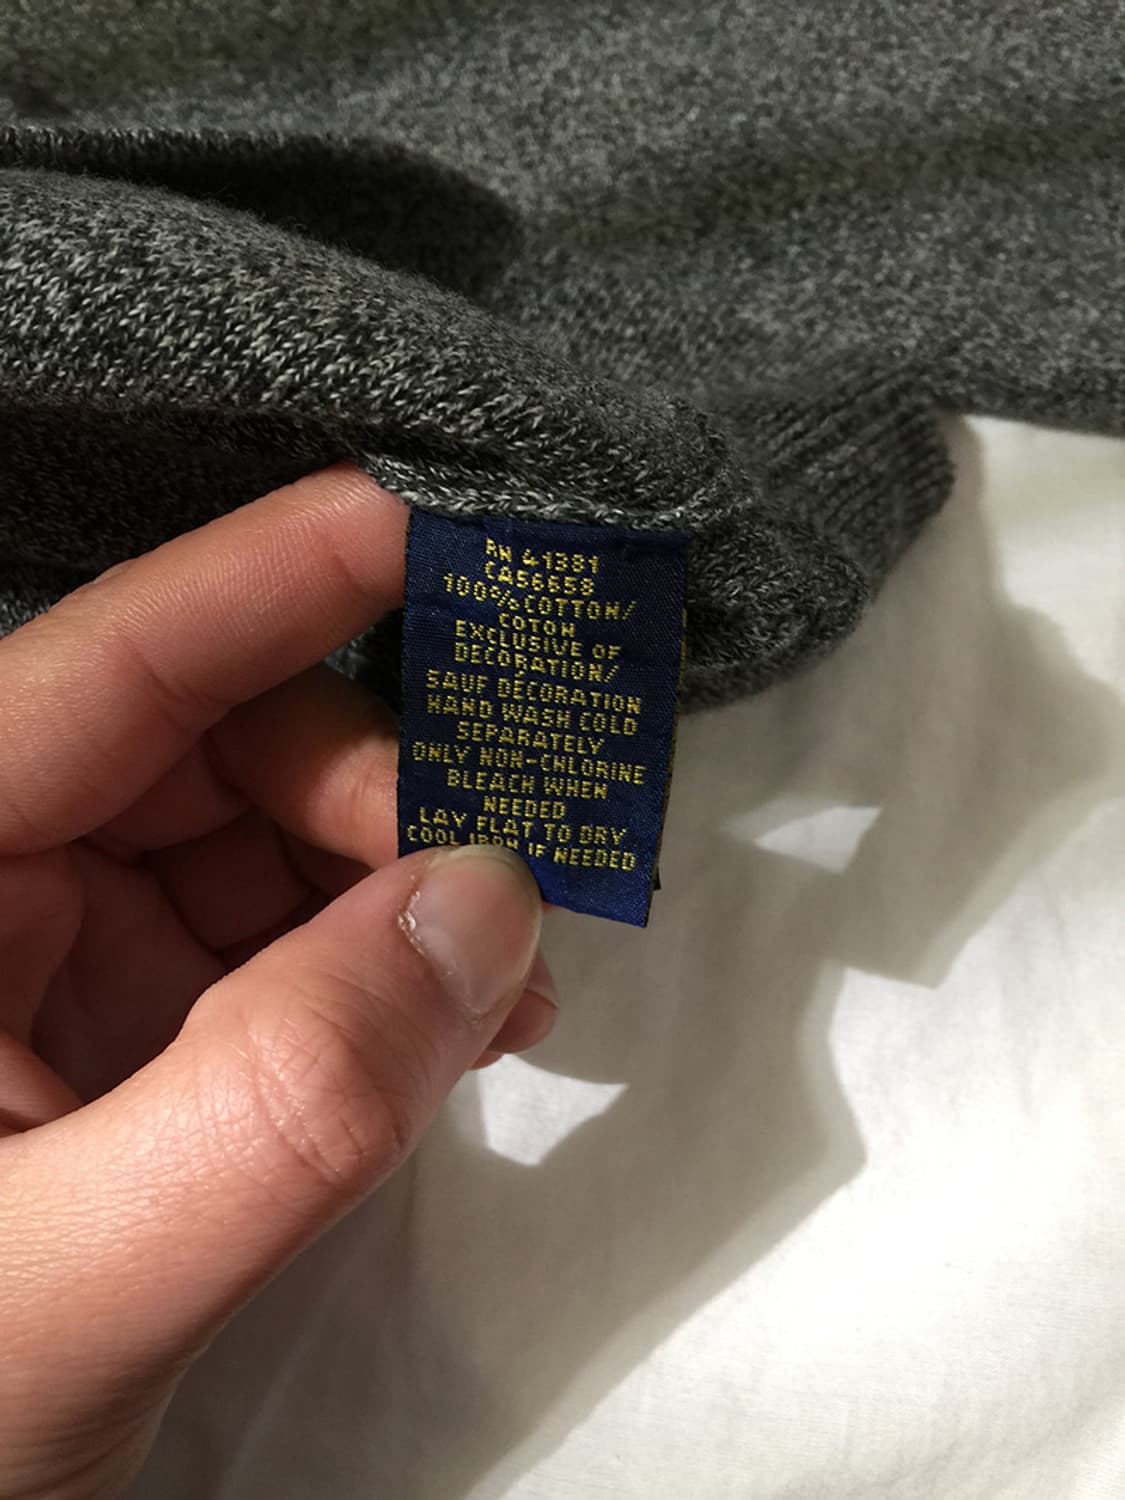 RN 41381
CA56658
100% COTTON/
COTON
EXCLUSIVE OF
DECORATION/
SAUF DÉCORATION
HAND WASH COLD
SEPARATELY
ONLY NON-CHLORINE
BLEACH WHEN
NEEDED
LAY FLAT TO DRY
COOL IRON IF NEEDED